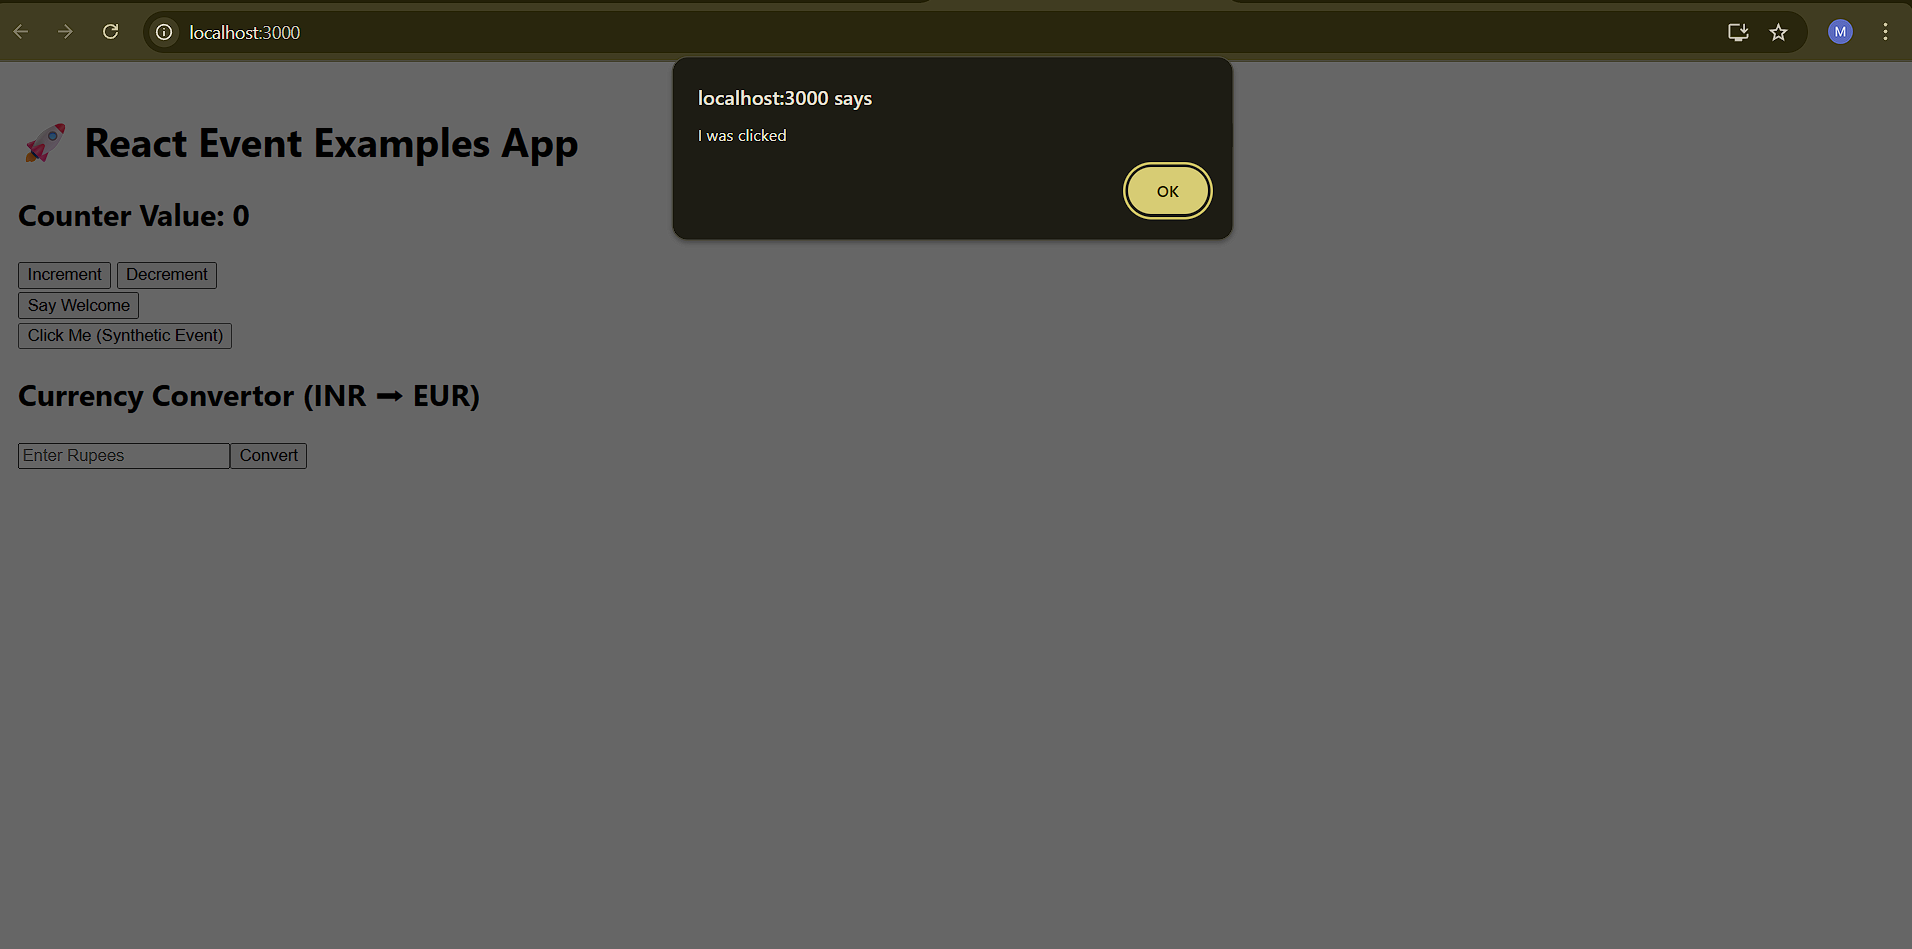 localhost:3000
M
localhost:3000 says
I was clicked
OK
🚀 React Event Examples App
Counter Value: 0
Increment Decrement
Say Welcome
Click Me (Synthetic Event)
Currency Convertor (INR ➞ EUR)
Enter Rupees Convert